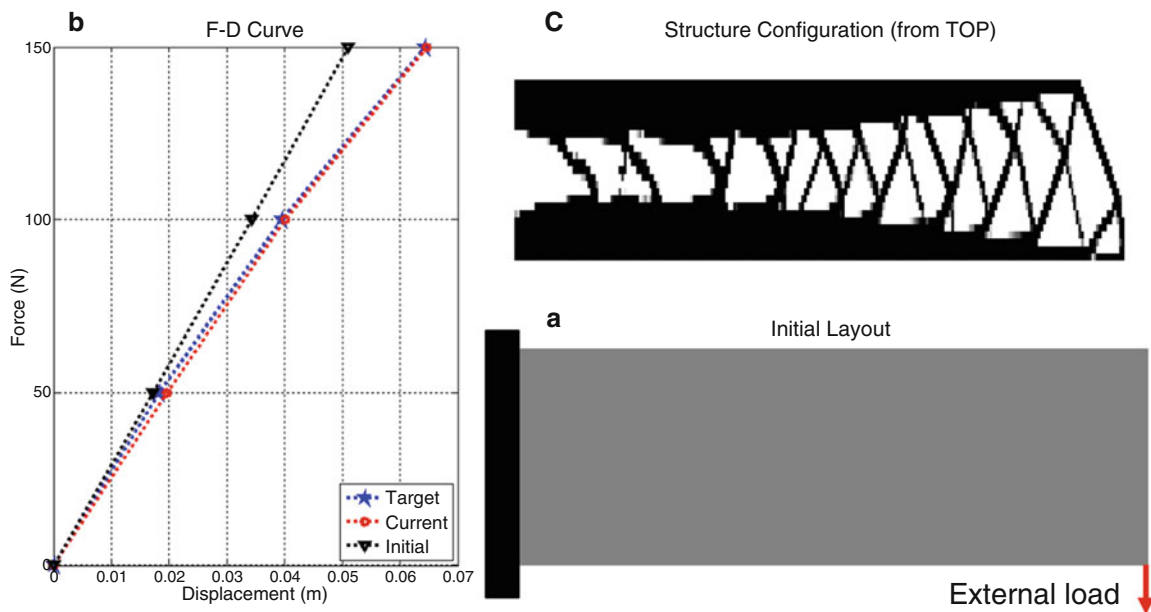 b
F-D Curve
150
100
50
0
0 0.01 0.02 0.03 0.04 0.05 0.06 0.07
Force (N)
Displacement (m)
Target
Current
Initial
C
Structure Configuration (from TOP)
a
Initial Layout
External load